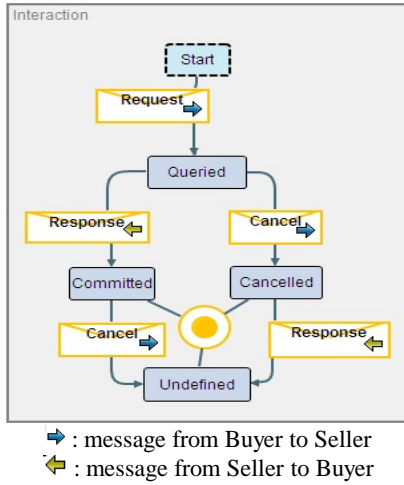 Interaction
Start
Request
Queried
Response
Cancel
Committed
Cancelled
Cancel
Response
Undefined
: message from Buyer to Seller
: message from Seller to Buyer